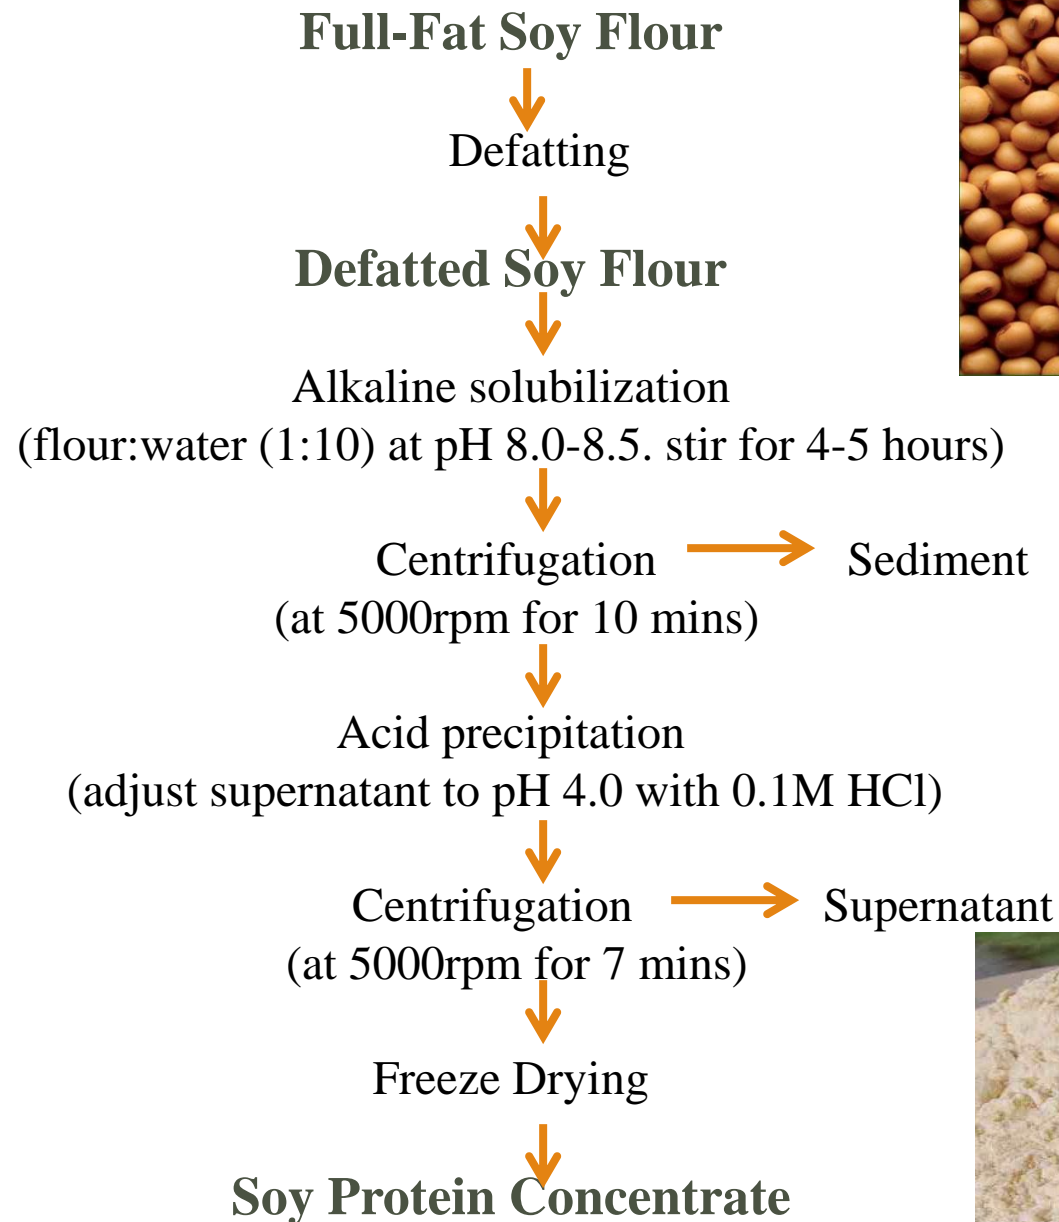 Full-Fat Soy Flour
Defatting
Defatted Soy Flour
Alkaline solubilization
(flour:water (1:10) at pH 8.0-8.5. stir for 4-5 hours)
Centrifugation
Sediment
(at 5000rpm for 10 mins)
Acid precipitation
(adjust supernatant to pH 4.0 with 0.1M HCl)
Centrifugation
Supernatant
(at 5000rpm for 7 mins)
Freeze Drying
Soy Protein Concentrate